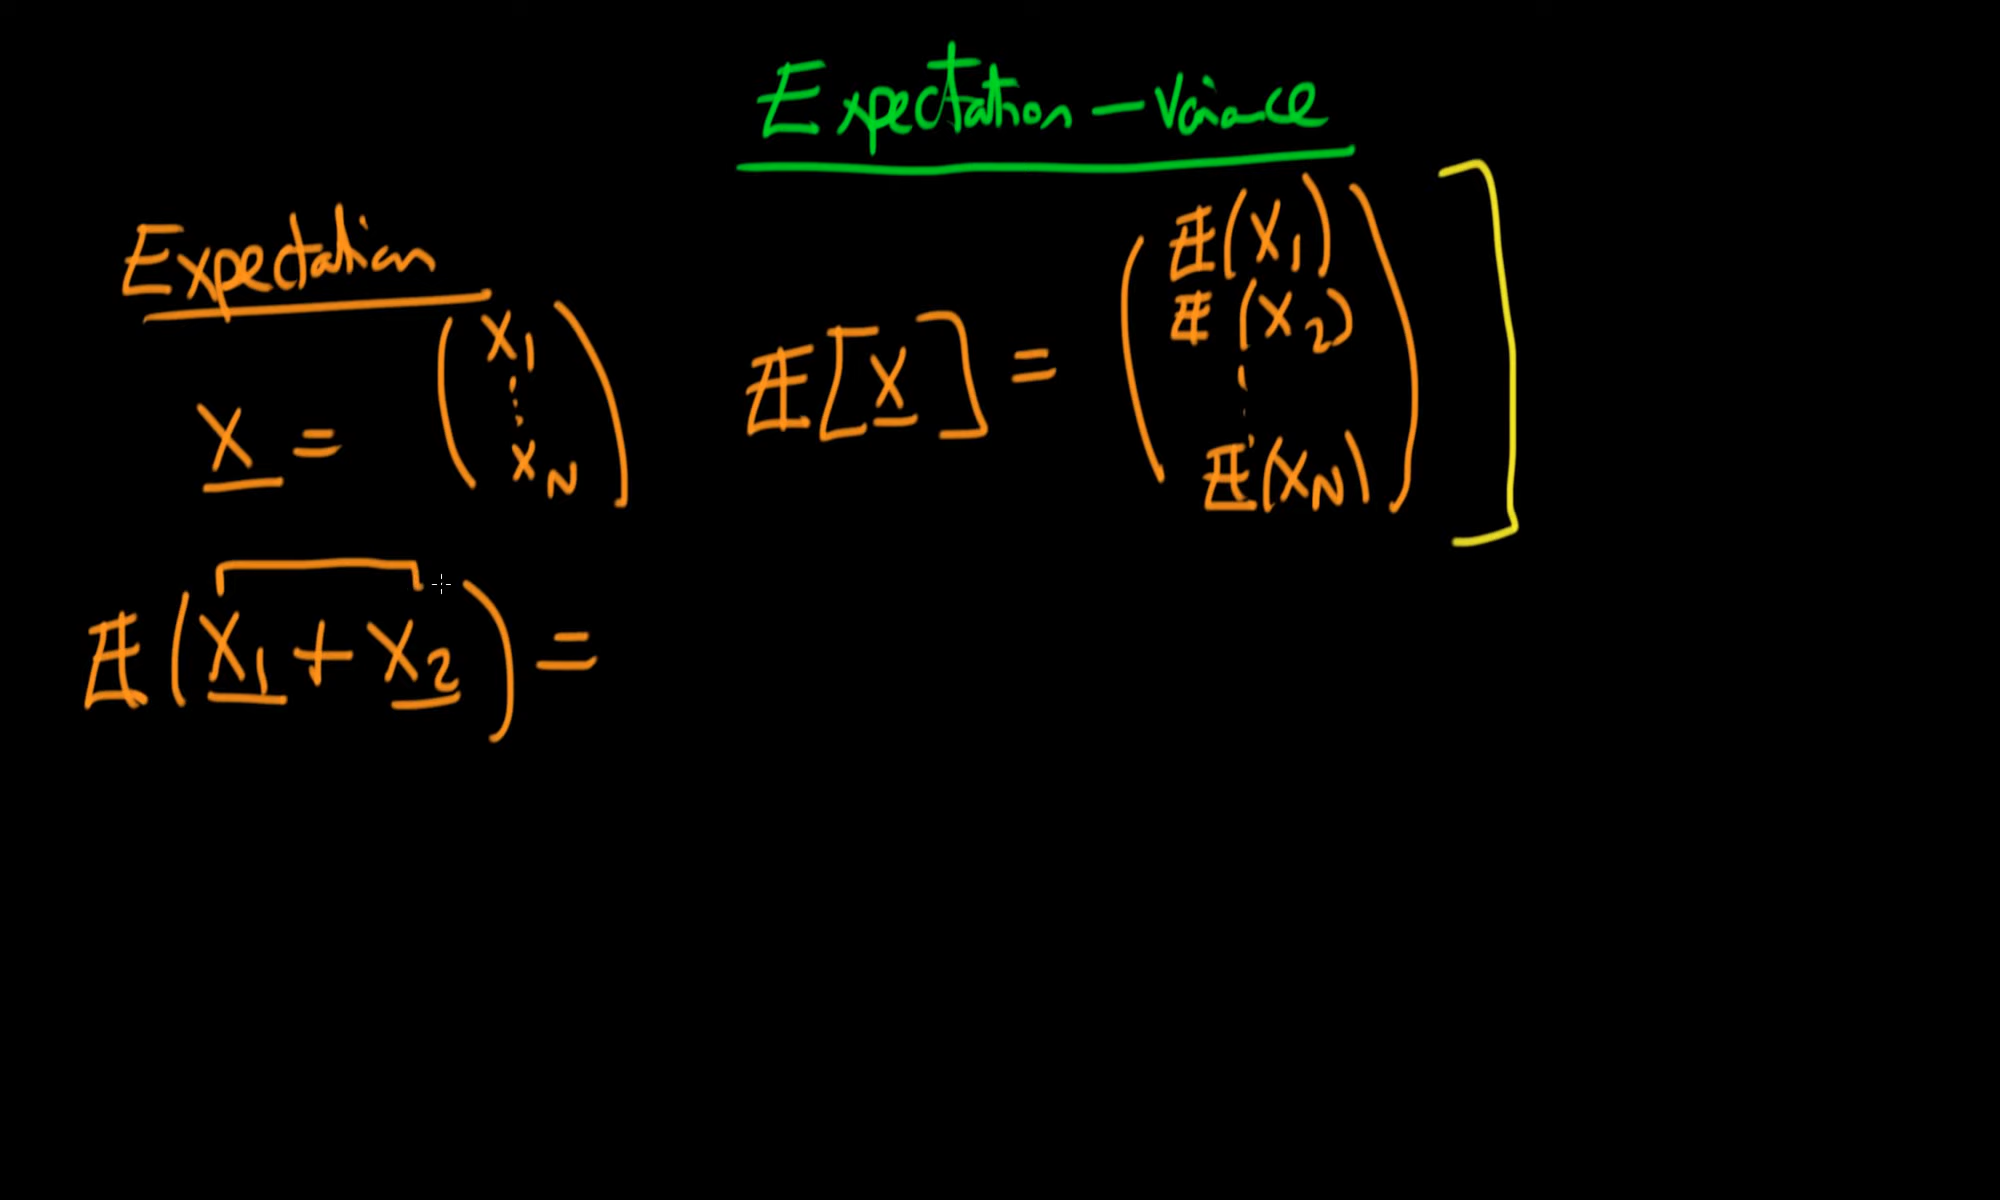 Expectation - Variance
Expectation
X = (X1 ⋮ XN)
E[X] = (E(X1) E(X2) ⋮ E(XN))
E(X1 + X2) =